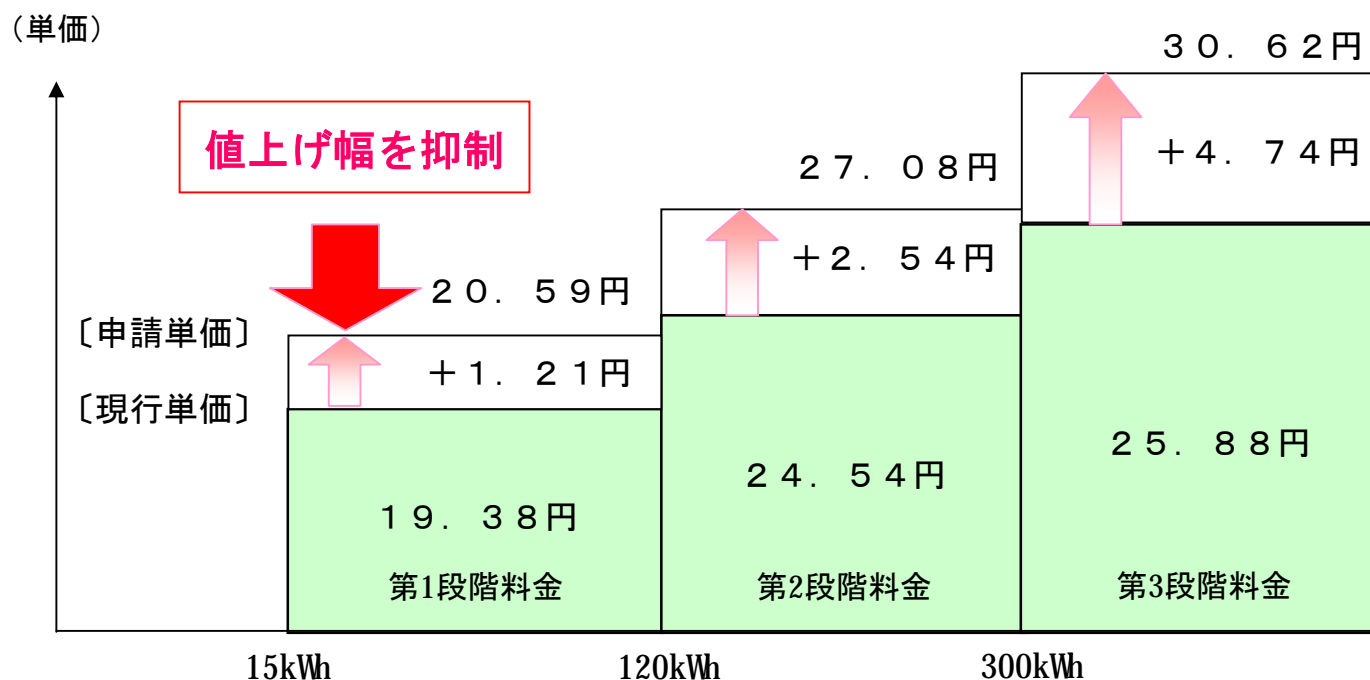 （単価）
３０．６２円
値上げ幅を抑制
＋４．７４円
２７．０８円
＋２．５４円
２０．５９円
〔申請単価〕
＋１．２１円
〔現行単価〕
２５．８８円
２４．５４円
１９．３８円
第1段階料金
第2段階料金
第3段階料金
15kWh
120kWh
300kWh